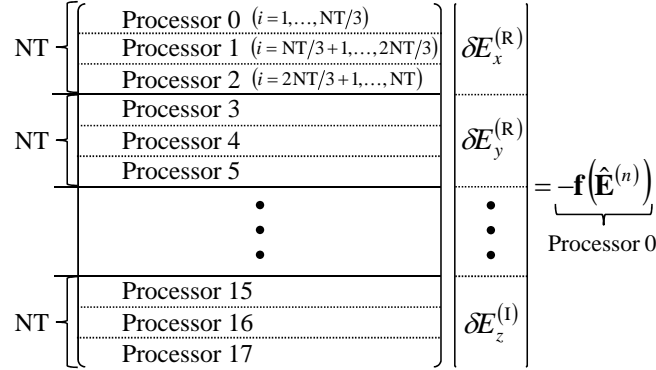 NT
Processor 0 (i = 1,…,NT/3)
Processor 1 (i = NT/3+1,…,2NT/3)
Processor 2 (i = 2NT/3+1,…,NT)
δE_x^(R)
NT
Processor 3
Processor 4
Processor 5
δE_y^(R)
= −f(Ê^(n))
Processor 0
NT
Processor 15
Processor 16
Processor 17
δE_z^(I)